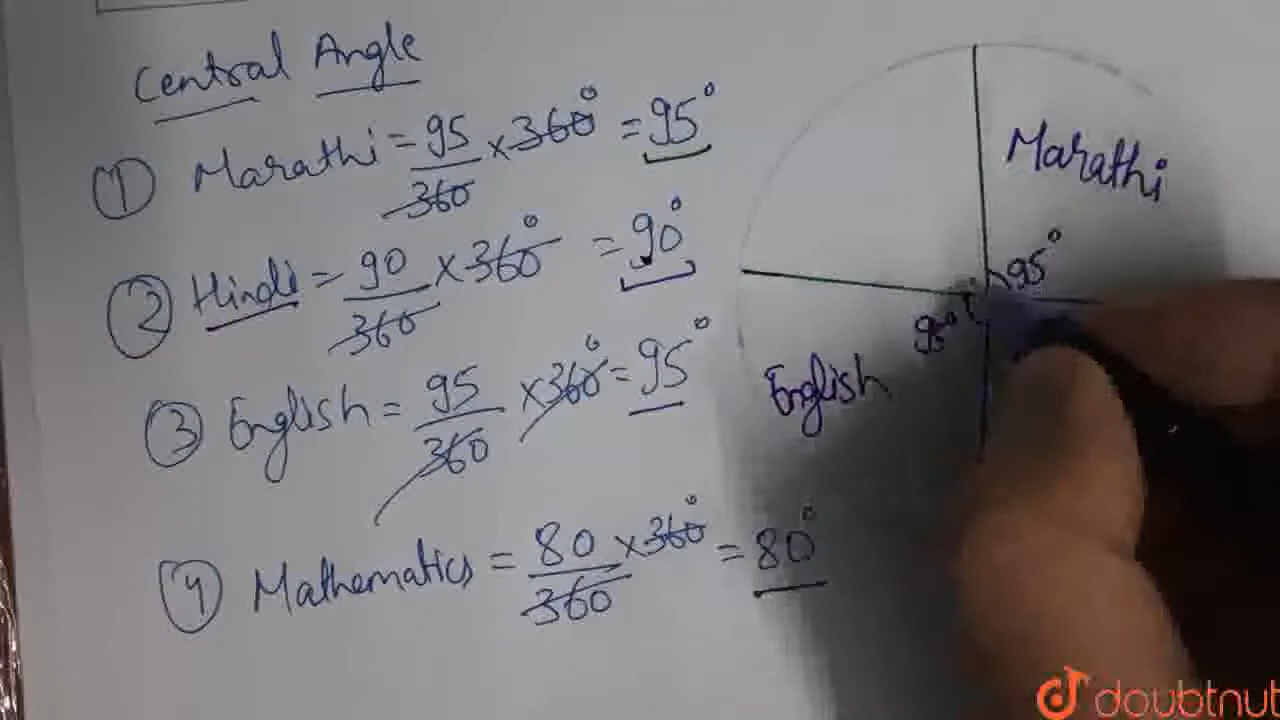 Central Angle
① Marathi = 95/360 × 360° = 95°
② Hindi = 90/360 × 360° = 90°
③ English = 95/360 × 360° = 95°
④ Mathematics = 80/360 × 360° = 80°
Marathi
95°
95°
English
doubtnut